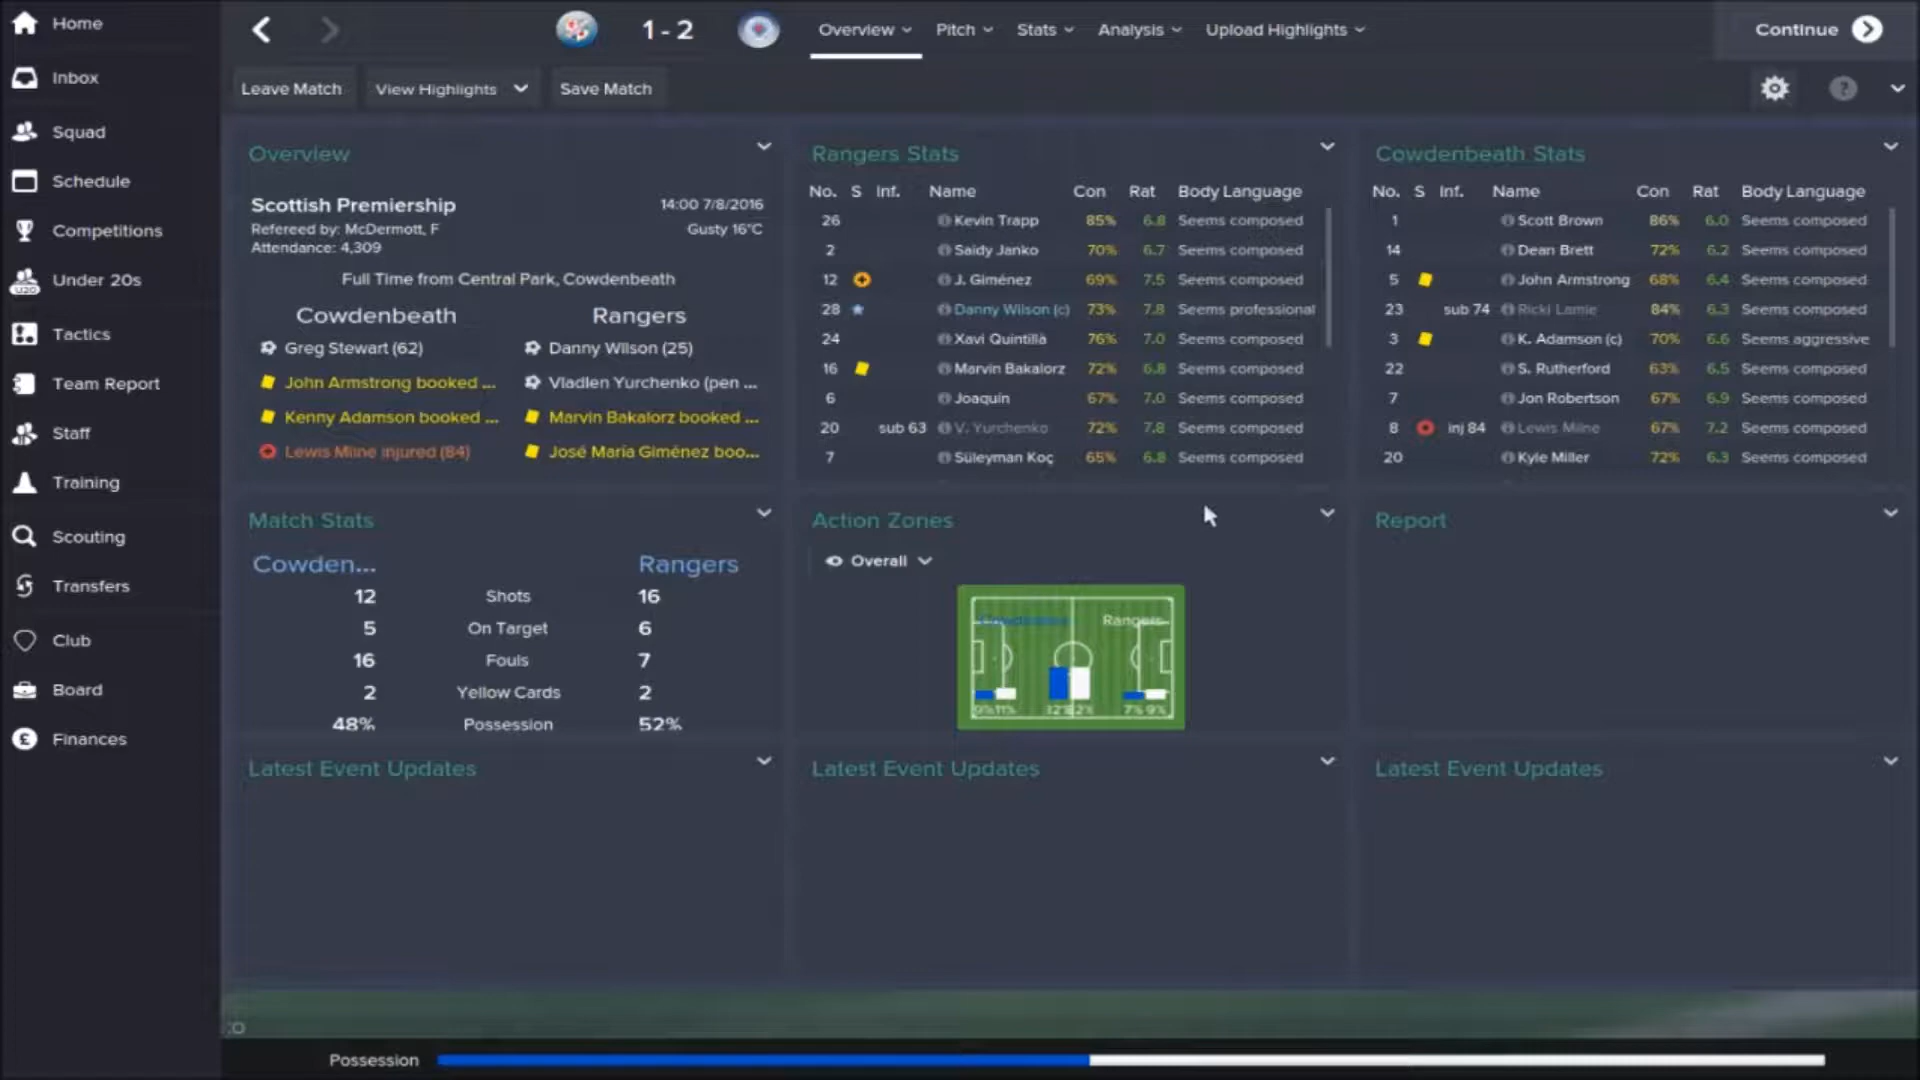 Home
Inbox
Squad
Schedule
Competitions
Under 20s
U20
Tactics
Team Report
Staff
Training
Scouting
Transfers
Club
Board
Finances
1 - 2
Overview
Pitch
Stats
Analysis
Upload Highlights
Continue
Leave Match
View Highlights
Save Match
?
Overview
Scottish Premiership 14:00 7/8/2016
Refereed by: McDermott, F Gusty 16°C
Attendance: 4,309
Full Time from Central Park, Cowdenbeath
Cowdenbeath Rangers
Greg Stewart (62) Danny Wilson (25)
John Armstrong booked ... Vladlen Yurchenko (pen ...
Kenny Adamson booked ... Marvin Bakalorz booked ...
Lewis Milne injured (84) José María Giménez boo...
Rangers Stats
No. S Inf. Name Con Rat Body Language
26 Kevin Trapp 85% 6.8 Seems composed
2 Saidy Janko 70% 6.7 Seems composed
12 J. Giménez 69% 7.5 Seems composed
28 Danny Wilson (c) 73% 7.8 Seems professional
24 Xavi Quintillà 76% 7.0 Seems composed
16 Marvin Bakalorz 72% 6.8 Seems composed
6 Joaquín 67% 7.0 Seems composed
20 sub 63 V. Yurchenko 72% 7.8 Seems composed
7 Süleyman Koç 65% 6.8 Seems composed
Cowdenbeath Stats
No. S Inf. Name Con Rat Body Language
1 Scott Brown 86% 6.0 Seems composed
14 Dean Brett 72% 6.2 Seems composed
5 John Armstrong 68% 6.4 Seems composed
23 sub 74 Ricki Lamie 84% 6.3 Seems composed
3 K. Adamson (c) 70% 6.6 Seems aggressive
22 S. Rutherford 63% 6.5 Seems composed
7 Jon Robertson 67% 6.9 Seems composed
8 inj 84 Lewis Milne 67% 7.2 Seems composed
20 Kyle Miller 72% 6.3 Seems composed
Match Stats
Cowden... Rangers
12 Shots 16
5 On Target 6
16 Fouls 7
2 Yellow Cards 2
48% Possession 52%
Action Zones
Overall
Cowdenbeath Rangers
9% 11% 32% 32% 7% 9%
Report
Latest Event Updates
Latest Event Updates
Latest Event Updates
Possession